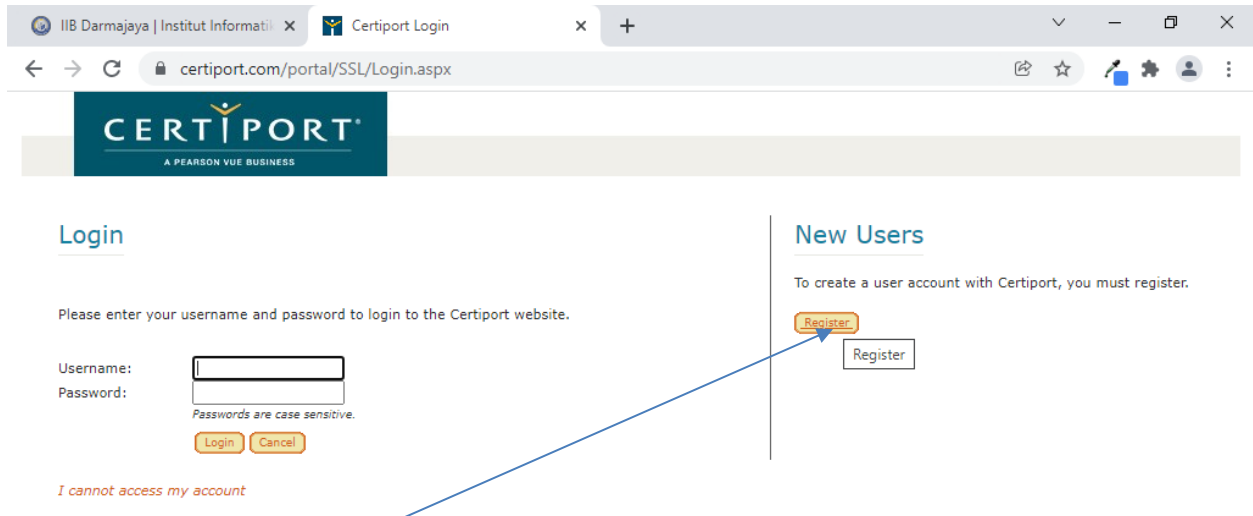 IIB Darmajaya | Institut Informatik
Certiport Login
certiport.com/portal/SSL/Login.aspx
CERTIPORT
A PEARSON VUE BUSINESS
Login
Please enter your username and password to login to the Certiport website.
Username:
Password:
Passwords are case sensitive.
Login Cancel
I cannot access my account
New Users
To create a user account with Certiport, you must register.
Register
Register